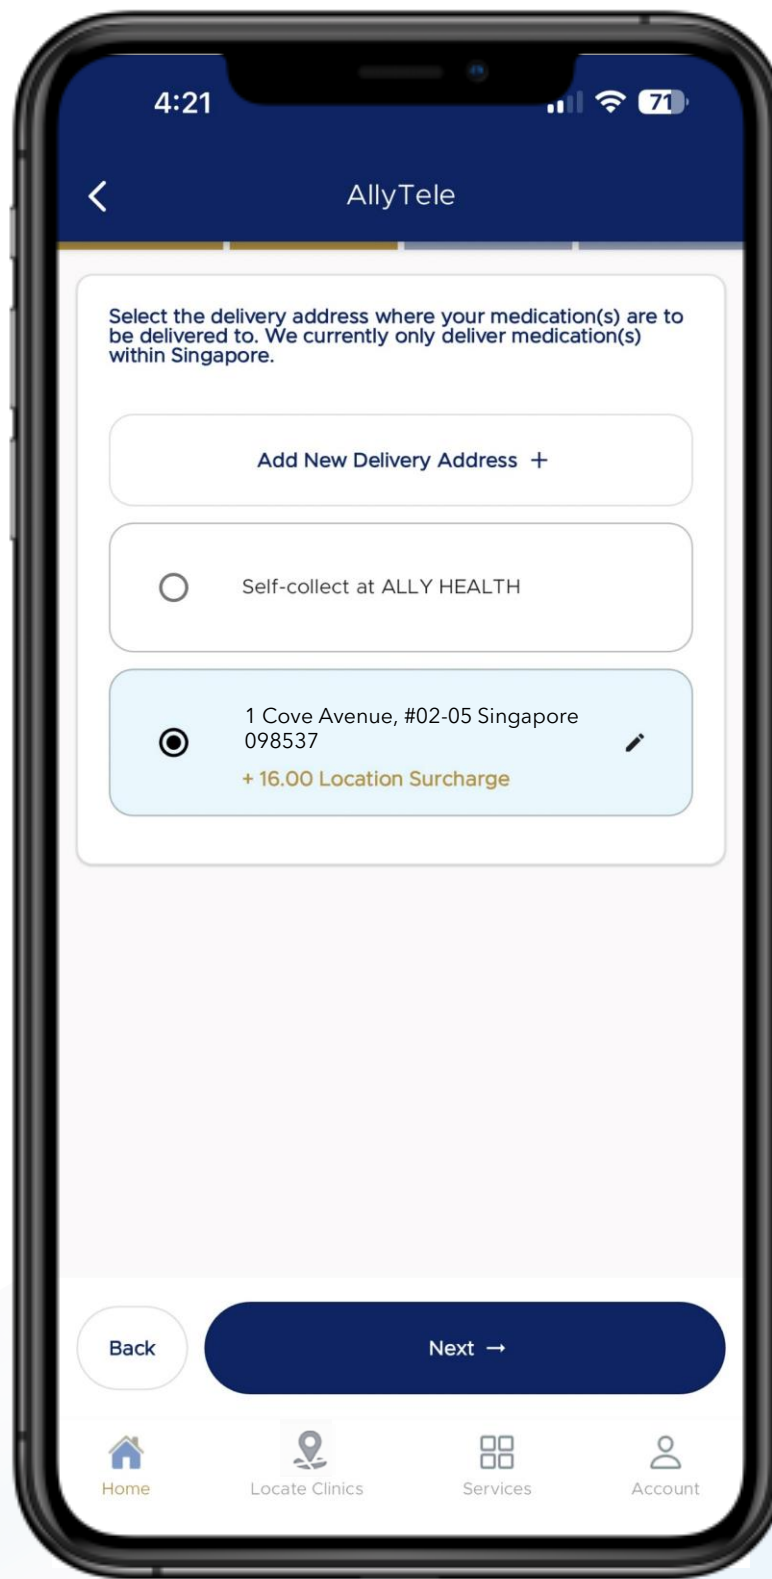 4:21
71
AllyTele
Select the delivery address where your medication(s) are to
be delivered to. We currently only deliver medication(s)
within Singapore.
Add New Delivery Address +
Self-collect at ALLY HEALTH
1 Cove Avenue, #02-05 Singapore
098537
+ 16.00 Location Surcharge
Back
Next →
Home
Locate Clinics
Services
Account